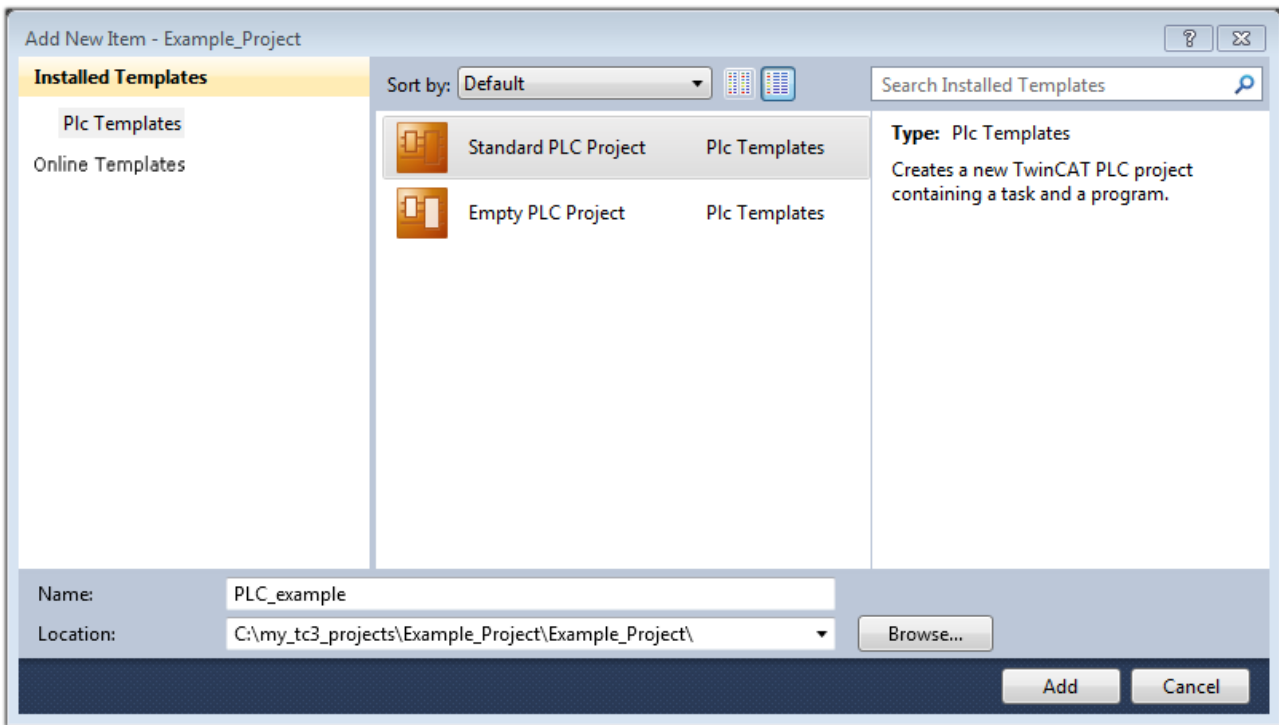 Add New Item - Example_Project
Installed Templates
Plc Templates
Online Templates
Sort by: Default
Search Installed Templates
Standard PLC Project Plc Templates
Empty PLC Project Plc Templates
Type: Plc Templates
Creates a new TwinCAT PLC project
containing a task and a program.
Name: PLC_example
Location: C:\my_tc3_projects\Example_Project\Example_Project\ Browse...
Add Cancel